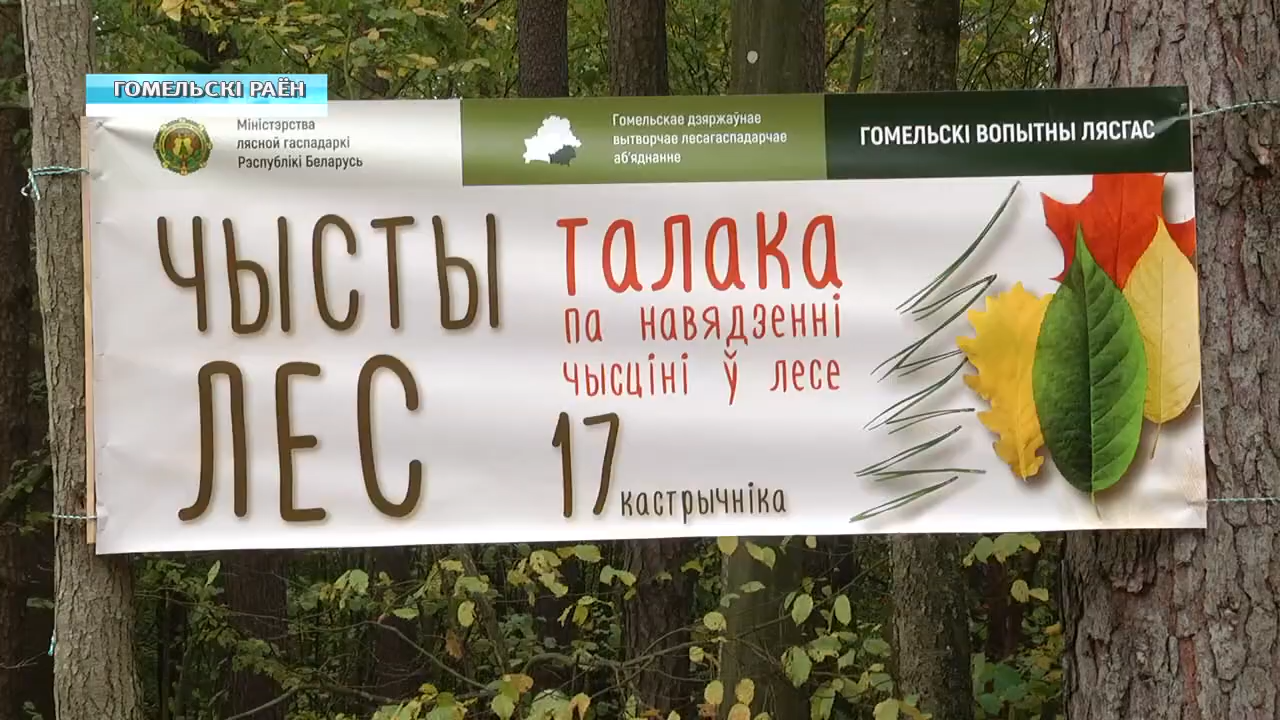 ГОМЕЛЬСКІ РАЁН
Міністэрства
лясной гаспадаркі
Рэспублікі Беларусь
Гомельскае дзяржаўнае
вытворчае лесагаспадарчае
аб'яднанне
ГОМЕЛЬСКІ ВОПЫТНЫ ЛЯСГАС
ЧЫСТЫ
ЛЕС
ТАЛАКА
па навядзенні
чысціні ў лесе
17 кастрычніка